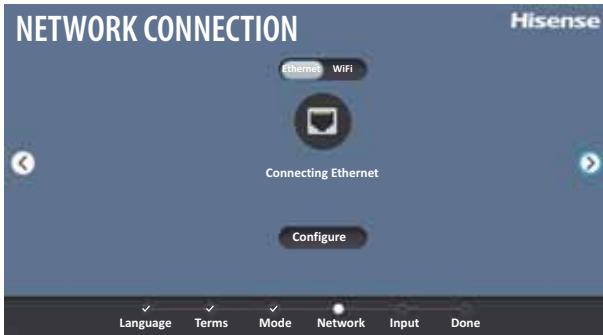 NETWORK CONNECTION
Hisense
Ethernet WiFi
Connecting Ethernet
Configure
Language Terms Mode Network Input Done